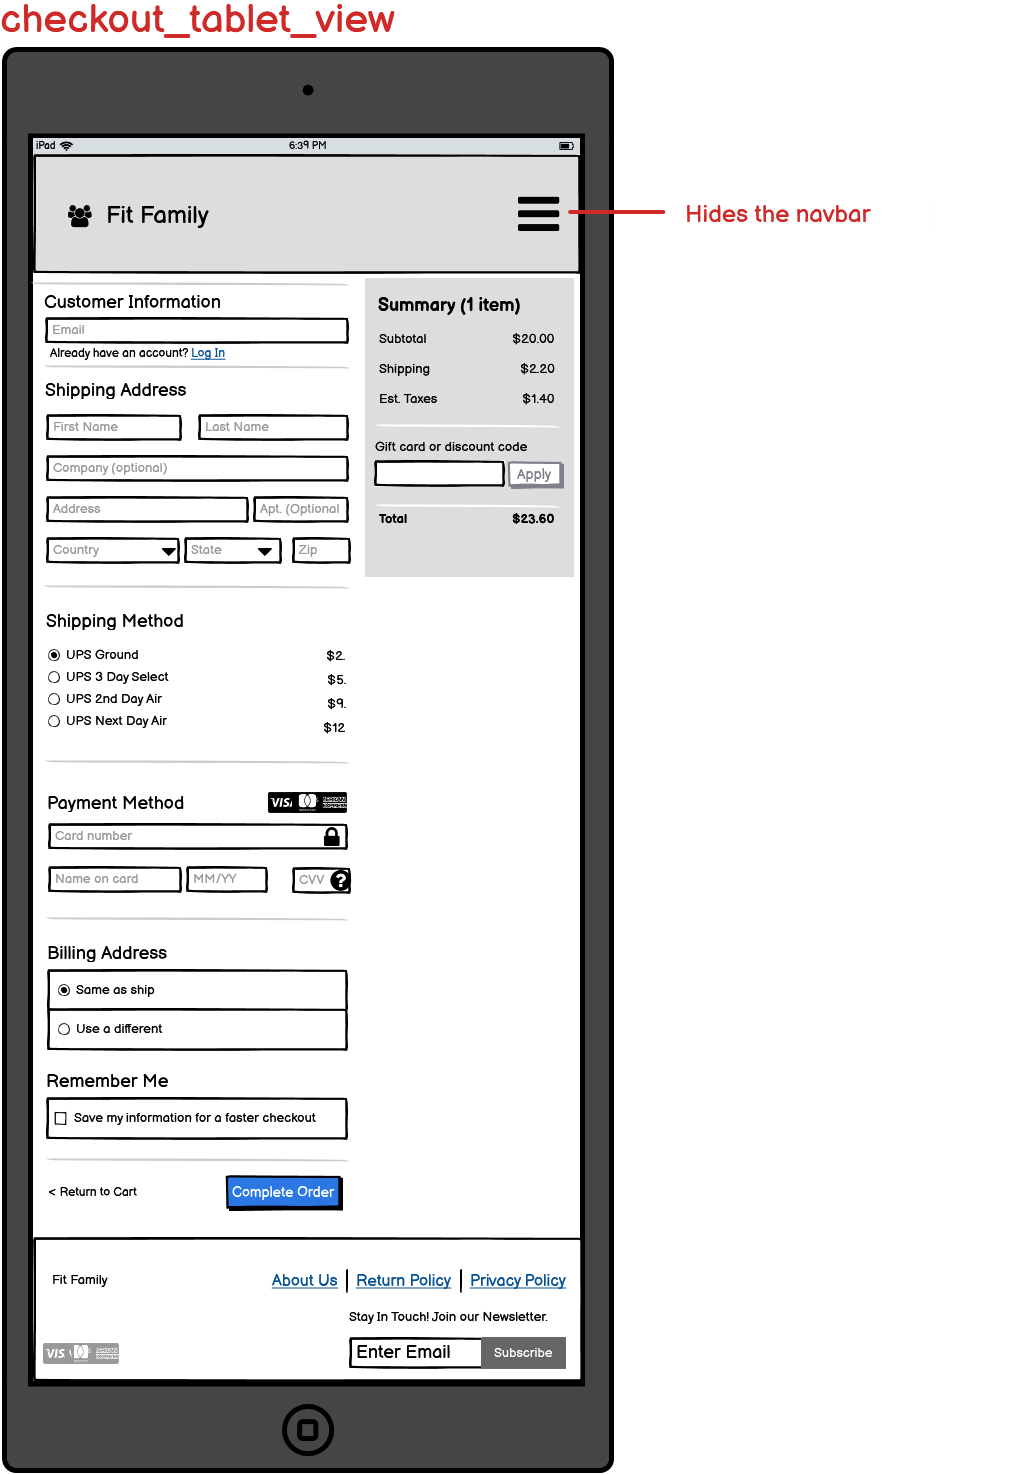 checkout_tablet_view
iPad 6:39 PM
Fit Family
Hides the navbar
Customer Information
Email
Already have an account? Log In
Shipping Address
First Name Last Name
Company (optional)
Address Apt. (Optional
Country State Zip
Summary (1 item)
Subtotal $20.00
Shipping $2.20
Est. Taxes $1.40
Gift card or discount code
Apply
Total $23.60
Shipping Method
UPS Ground $2.
UPS 3 Day Select $5.
UPS 2nd Day Air $9.
UPS Next Day Air $12
Payment Method VISA
Card number
Name on card MM/YY CVV ?
Billing Address
Same as ship
Use a different
Remember Me
Save my information for a faster checkout
< Return to Cart Complete Order
Fit Family About Us Return Policy Privacy Policy
Stay In Touch! Join our Newsletter.
VIS Enter Email Subscribe